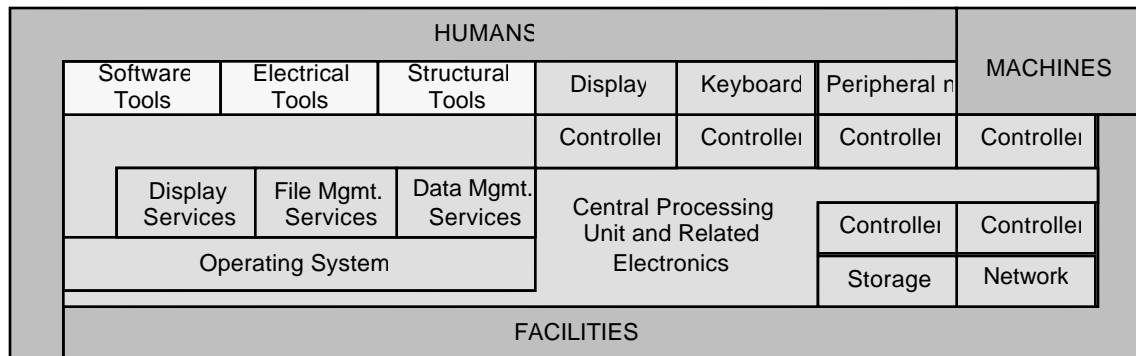 HUMANS
MACHINES
Software
Tools
Electrical
Tools
Structural
Tools
Display
Keyboard
Peripheral n
Controller
Controller
Controller
Controller
Display
Services
File Mgmt.
Services
Data Mgmt.
Services
Central Processing
Unit and Related
Electronics
Controller
Controller
Operating System
Storage
Network
FACILITIES